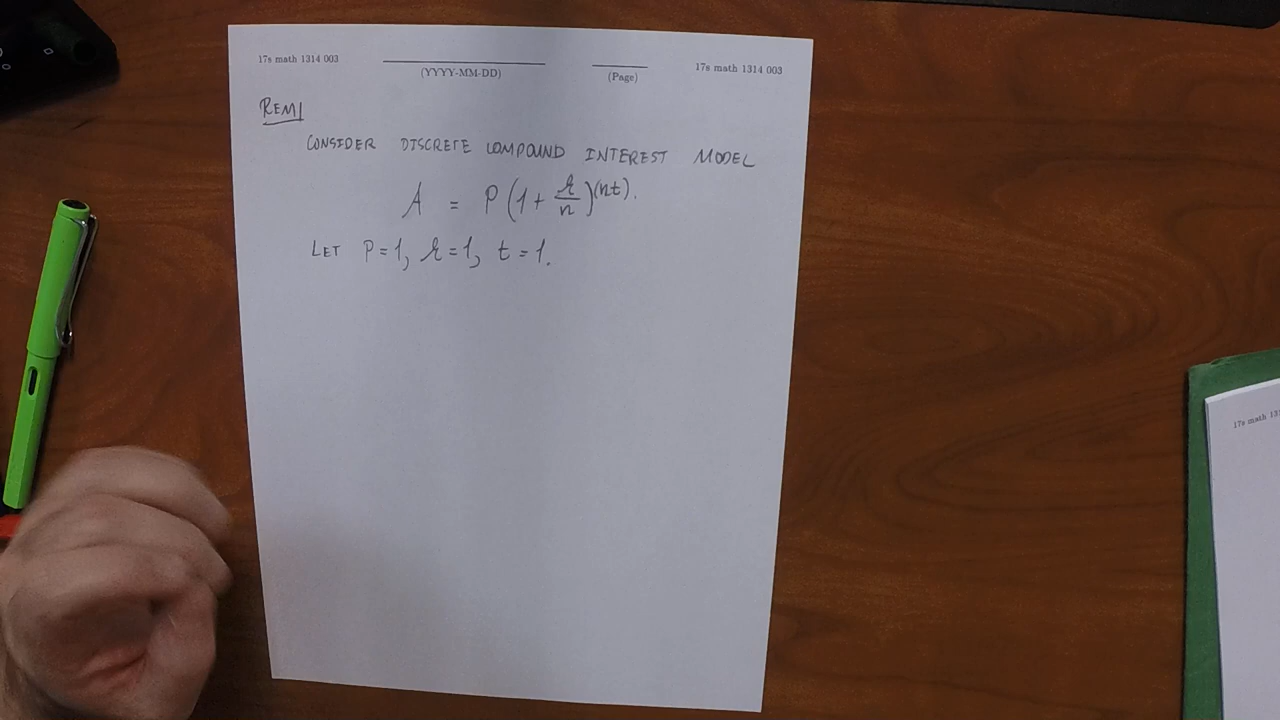 17s math 1314 003 (YYYY-MM-DD) (Page) 17s math 1314 003
REM
CONSIDER DISCRETE COMPOUND INTEREST MODEL
A = P(1 + r/n)^(nt).
LET P=1, r=1, t=1.
17s math